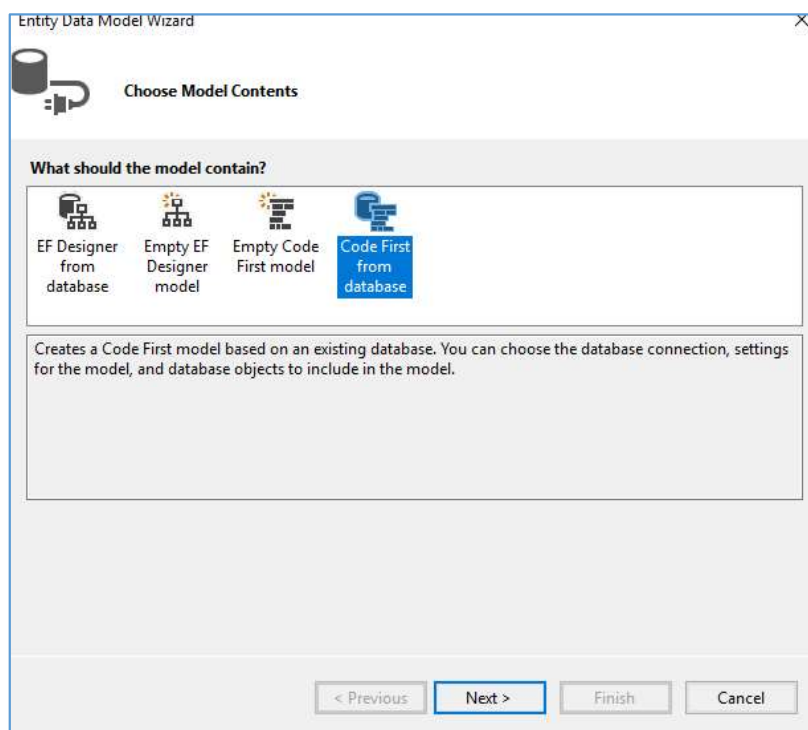 Entity Data Model Wizard
Choose Model Contents
What should the model contain?
EF Designer
from
database
Empty EF
Designer
model
Empty Code
First model
Code First
from
database
Creates a Code First model based on an existing database. You can choose the database connection, settings
for the model, and database objects to include in the model.
< Previous
Next >
Finish
Cancel